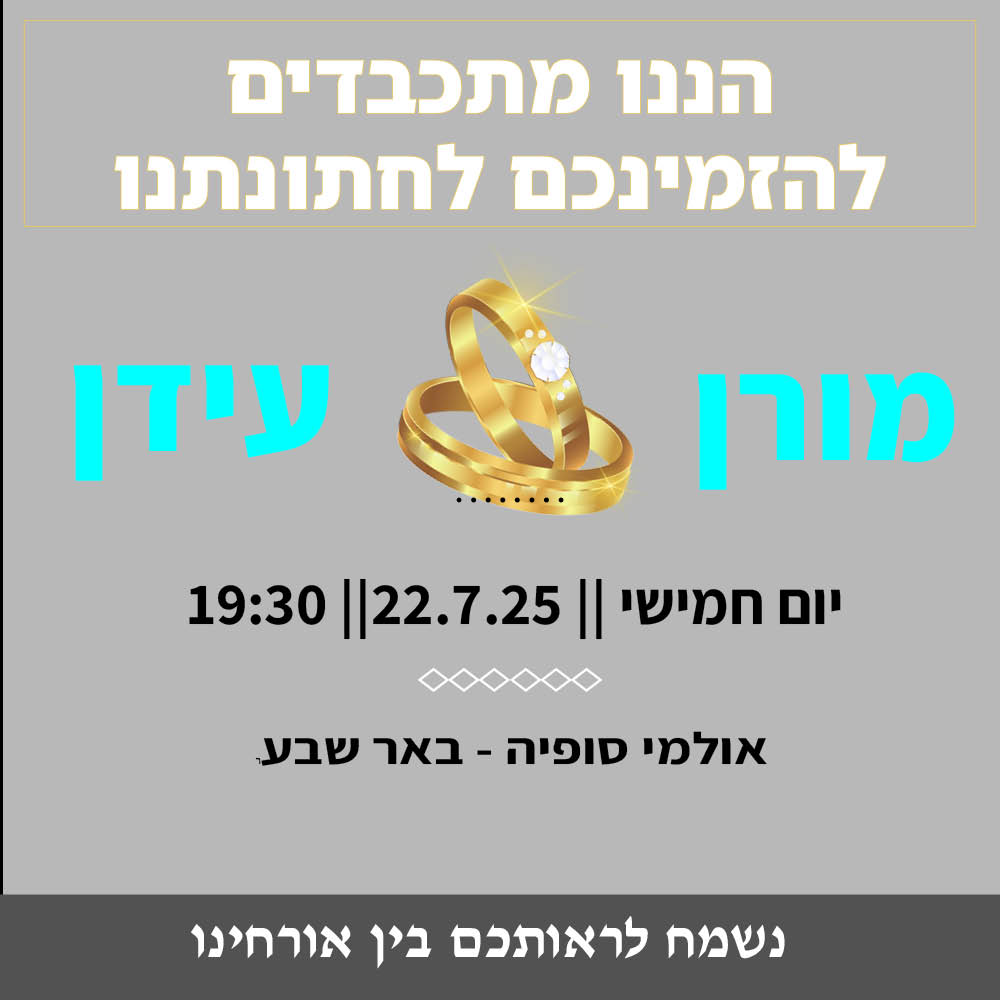 הננו מתכבדים
להזמינכם לחתונתנו
מורן עידן
יום חמישי || 22.7.25|| 19:30
אולמי סופיה - באר שבע
נשמח לראותכם בין אורחינו